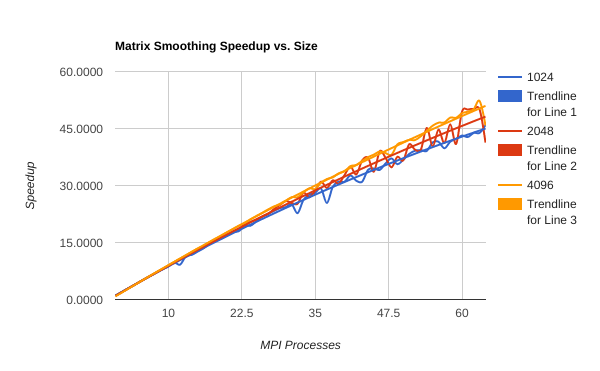 Matrix Smoothing Speedup vs. Size
60.0000
45.0000
30.0000
15.0000
0.0000
Speedup
10 22.5 35 47.5 60
MPI Processes
1024
Trendline
for Line 1
2048
Trendline
for Line 2
4096
Trendline
for Line 3